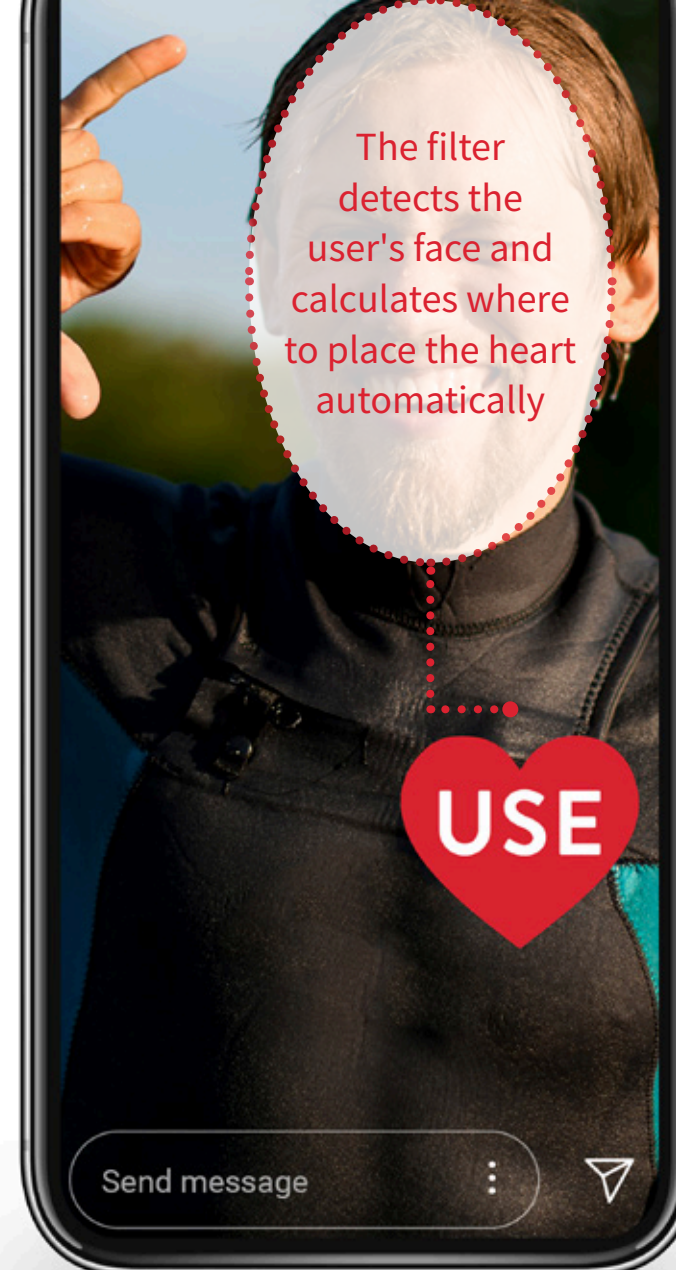 The filter
detects the
user's face and
calculates where
to place the heart
automatically
USE
Send message